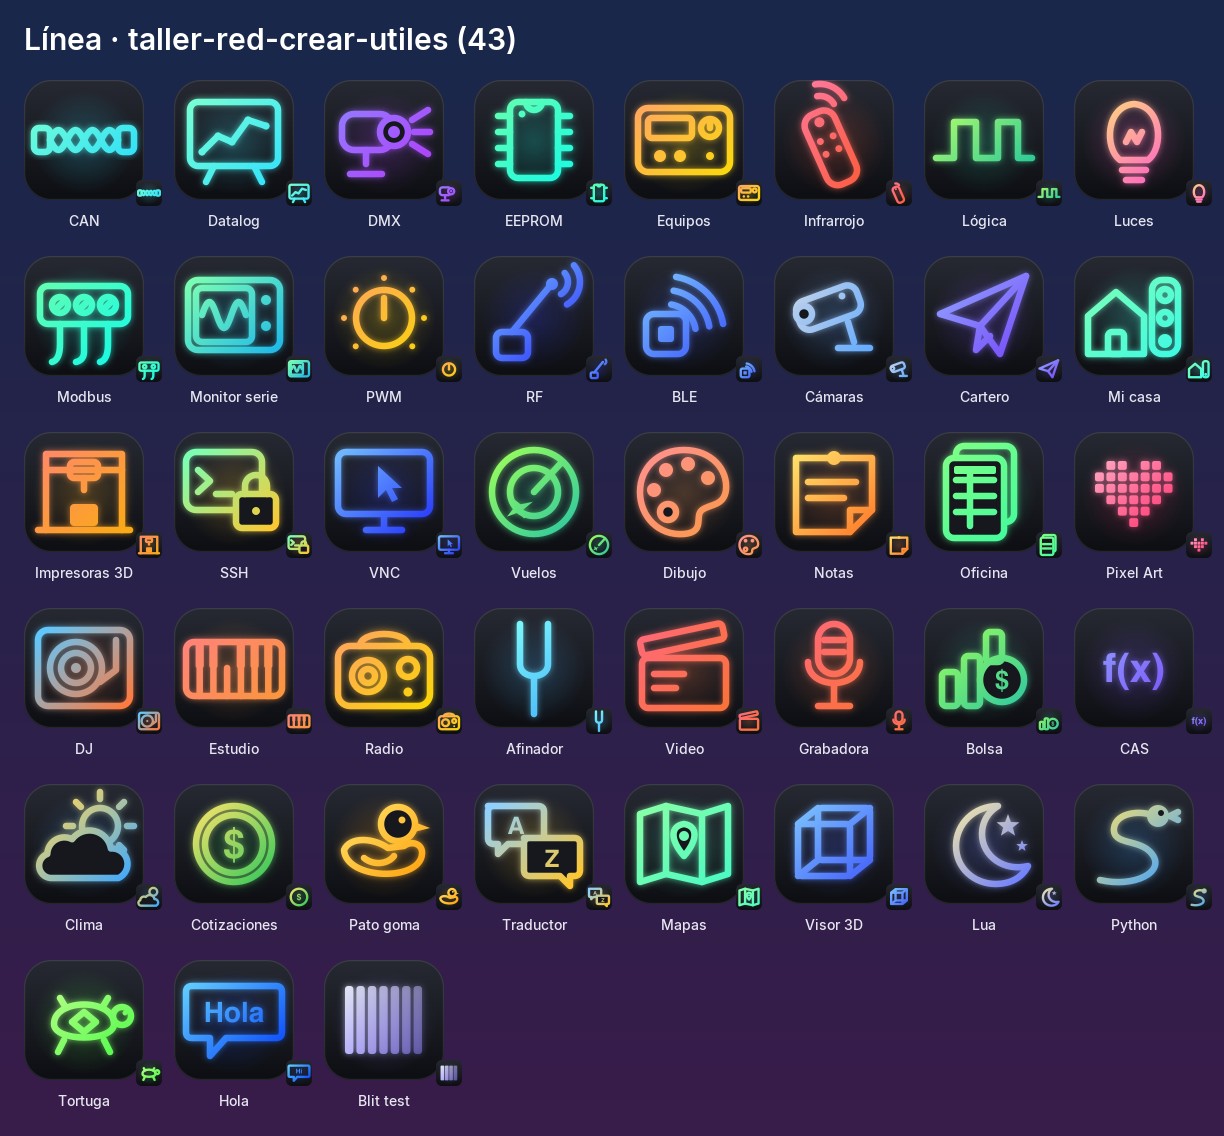 Línea · taller-red-crear-utiles (43)
CAN Datalog DMX EEPROM Equipos Infrarrojo Lógica Luces
Modbus Monitor serie PWM RF BLE Cámaras Cartero Mi casa
Impresoras 3D SSH VNC Vuelos Dibujo Notas Oficina Pixel Art
$ f(x)
$ f(x)
DJ Estudio Radio Afinador Video Grabadora Bolsa CAS
$ A
Z
$
Clima Cotizaciones Pato goma Traductor Mapas Visor 3D Lua Python
Hola
Hi
Tortuga Hola Blit test